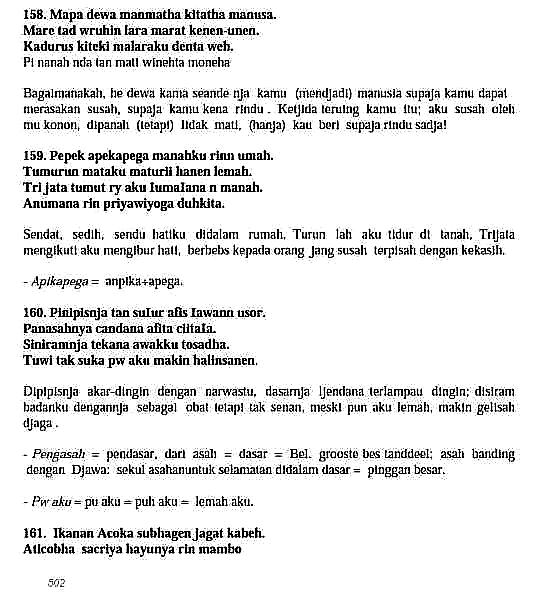 158. Mapa dewa manmatha kitatha manusa.
Mare tad wruhin lara marat kenen-unen.
Kadurus kiteki malaraku denta weh.
Pi nanah nda tan mati winehta moneha
Bagaimanakah, he dewa kama seande nja kamu (mendjadi) manusia supaja kamu dapat
merasakan susah, supaja kamu kena rindu . Ketjida teruing kamu itu; aku susah oleh
mu konon, dipanah (tetapi) tidak mati, (hanja) kau beri supaja rindu sadja!
159. Pepek apekapega manahku rinn umah.
Tumurun mataku maturii hanen lemah.
Tri jata tumut ry aku Iumalana n manah.
Anumana rin priyawiyoga duhkita.
Sendat, sedih, sendu hatiku didalam rumah. Turun lah aku tidur di tanah, Trijata
mengikuti aku mengibur hati, berbebs kepada orang jang susah terpisah dengan kekasih.
- Apikapega = anpika+apega.
160. Pinipisnja tan sulur afis Iawann usor.
Panasahnya candana afita ciitala.
Siniramnja tekana awakku tosadha.
Tuwi tak suka pw aku makin halinsanen.
Dipipisnja akar-dingin dengan narwastu, dasarnja ijendana terlampau dingin; disiram
badanku dengannja sebagai obat tetapi tak senan, meski pun aku lemah, makin gelisah
djaga .
- Pengasah = pendasar, dari asah = dasar = Bel. grooste bes tanddeel; asah banding
dengan Djawa: sekul asahanuntuk selamatan didalam dasar = pinggan besar.
- Pw aku = pu aku = puh aku = lemah aku.
161. Ikanan Acoka subhagen jagat kabeh.
Aticobha sacriya hayunya rin mambo
502